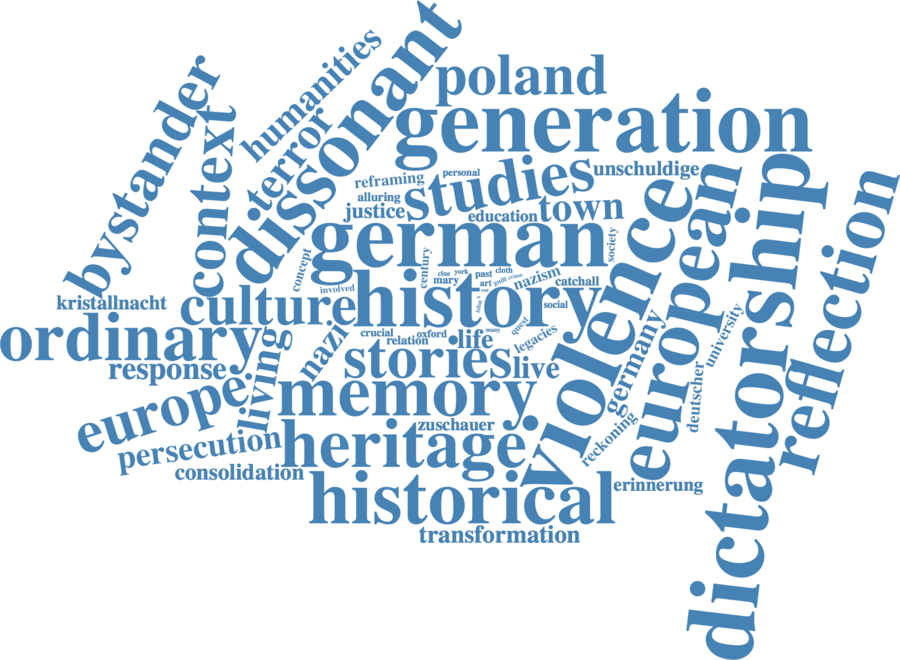 dissonant
humanities
poland
bystander
terror
generation
context
reframing
personal
studies
unschuldige
alluring
justice
education
town
german
society
violence
european
dictatorship
reflection
concept
century
clue
york
past
cloth
mary
art
guilt
crime
nazism
catchall
involved
kristallnacht
culture
history
social
ordinary
nazi
crucial
relation
oxford
life
many
quest
legacies
germany
university
response
living
stories
live
deutscher
europe
memory
persecution
heritage
zuschauer
reckoning
consolidation
historical
erinnerung
transformation